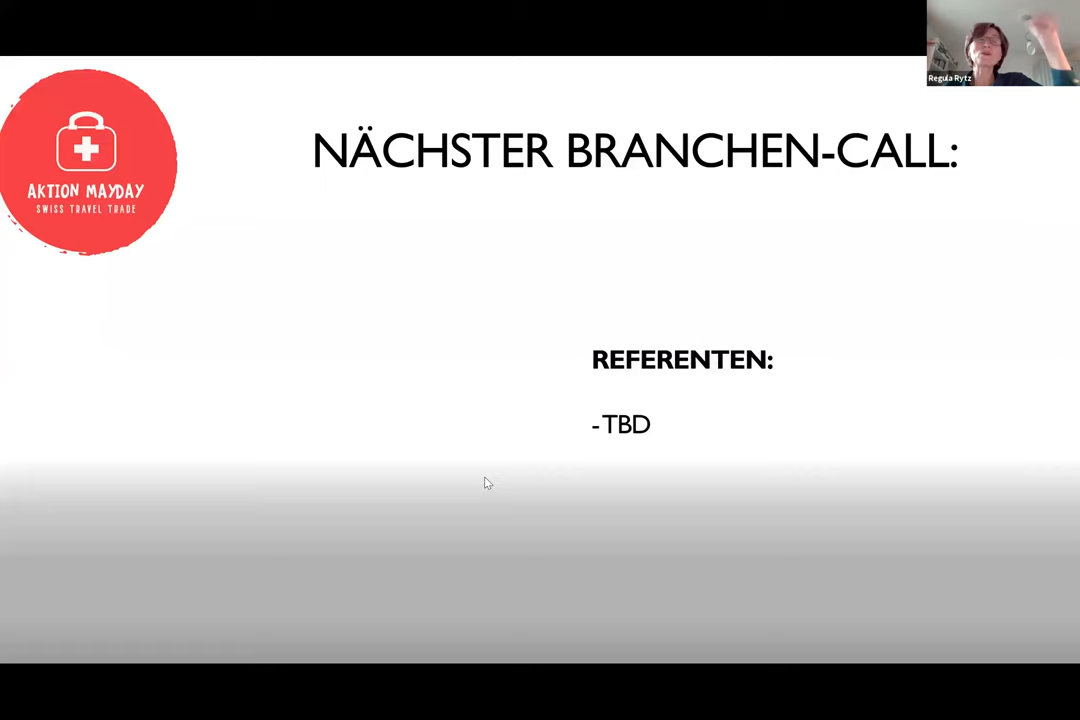 Regula Rytz
AKTION MAYDAY
SWISS TRAVEL TRADE
NÄCHSTER BRANCHEN-CALL:
REFERENTEN:
-TBD